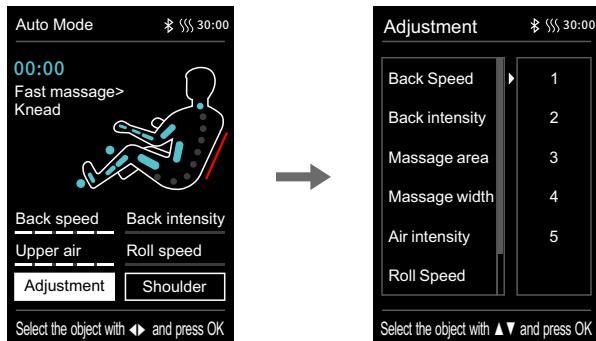 Auto Mode 30:00
00:00
Fast massage>
Knead
Back speed Back intensity
Upper air Roll speed
Adjustment Shoulder
Select the object with ◀▶ and press OK
Adjustment 30:00
Back Speed 1
Back intensity 2
Massage area 3
Massage width 4
Air intensity 5
Roll Speed
Select the object with ▲▼ and press OK